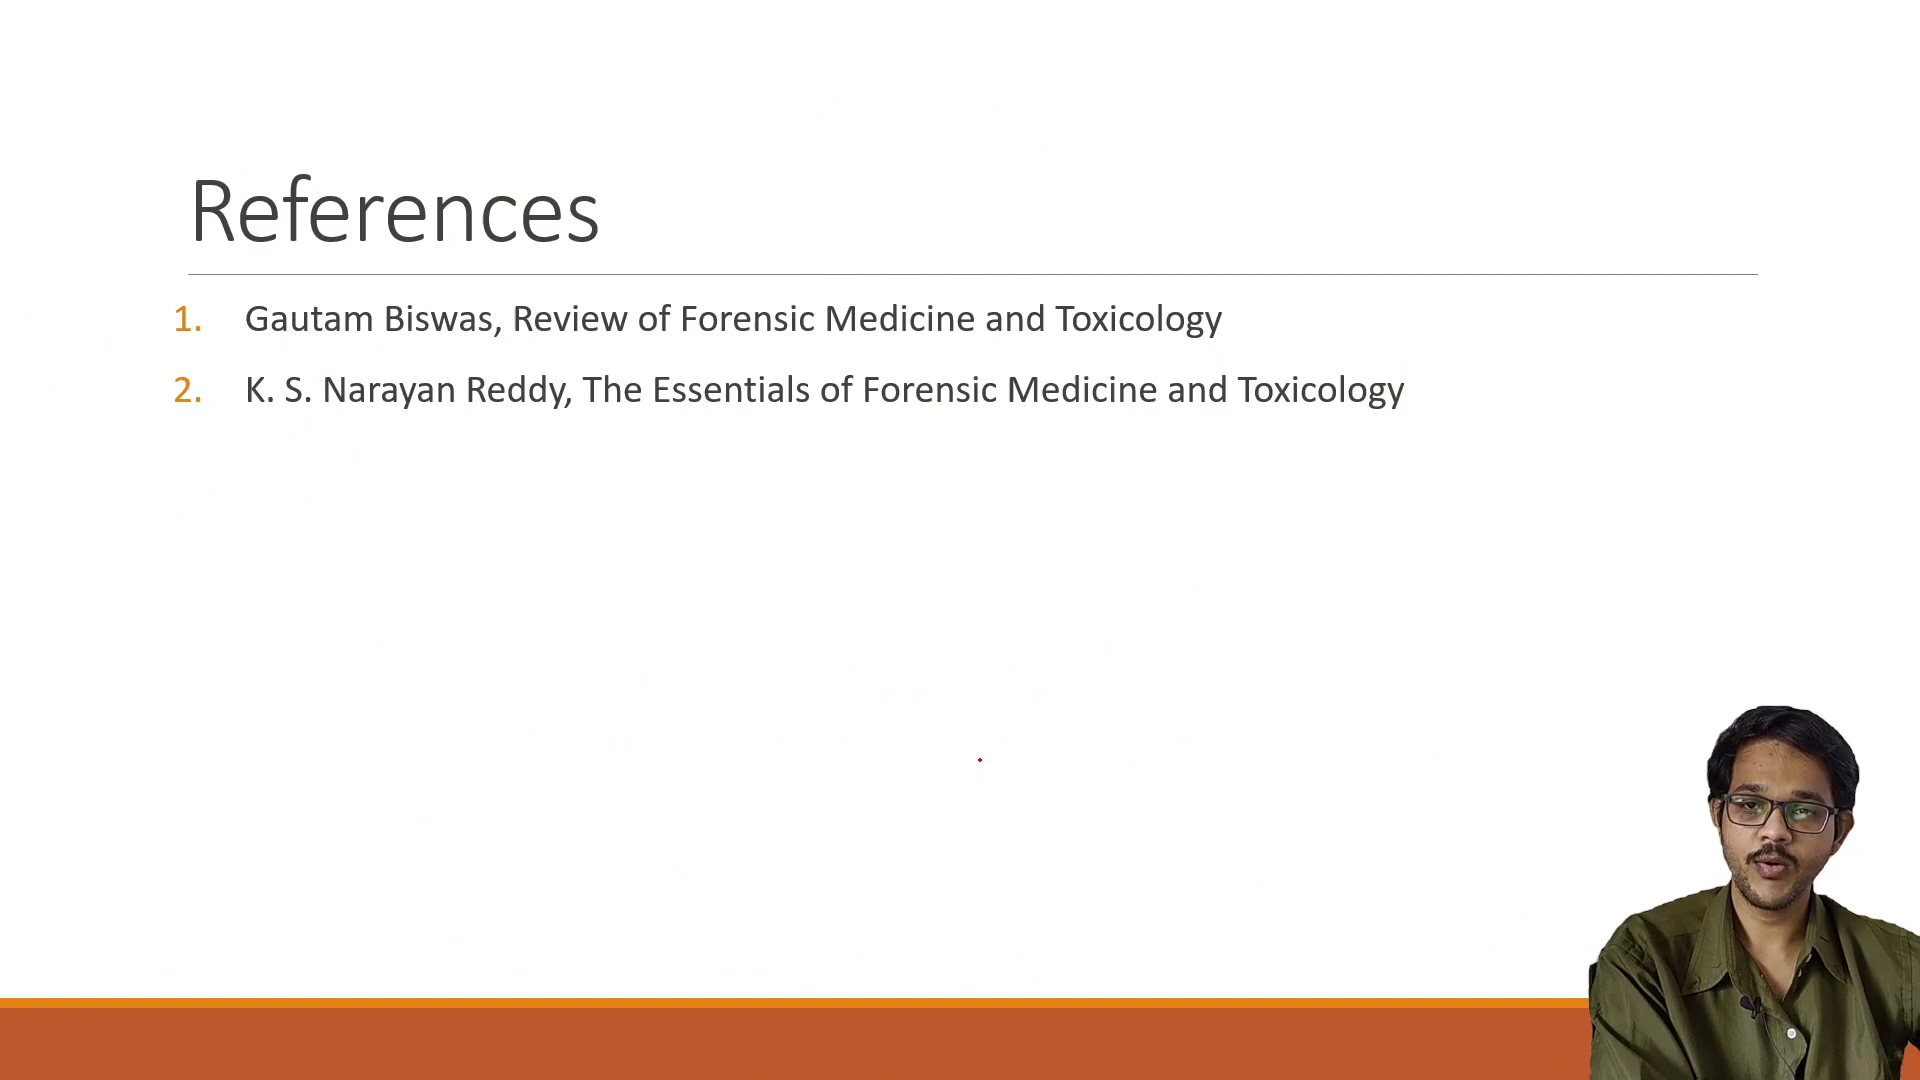 References
1. Gautam Biswas, Review of Forensic Medicine and Toxicology
2. K. S. Narayan Reddy, The Essentials of Forensic Medicine and Toxicology